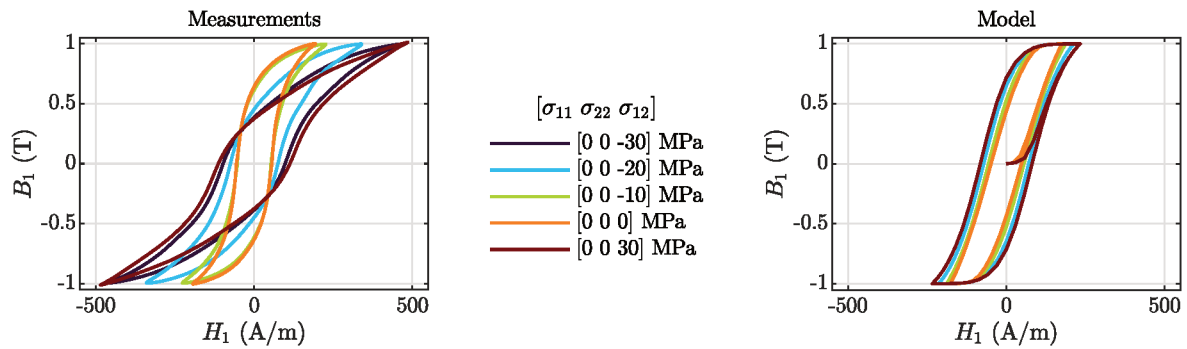 Measurements
1
0.5
0
-0.5
-1
B₁ (T)
-500
0
500
H₁ (A/m)
[σ₁₁ σ₂₂ σ₁₂]
[0 0 -30] MPa
[0 0 -20] MPa
[0 0 -10] MPa
[0 0 0] MPa
[0 0 30] MPa
Model
1
0.5
0
-0.5
-1
B₁ (T)
-500
0
500
H₁ (A/m)